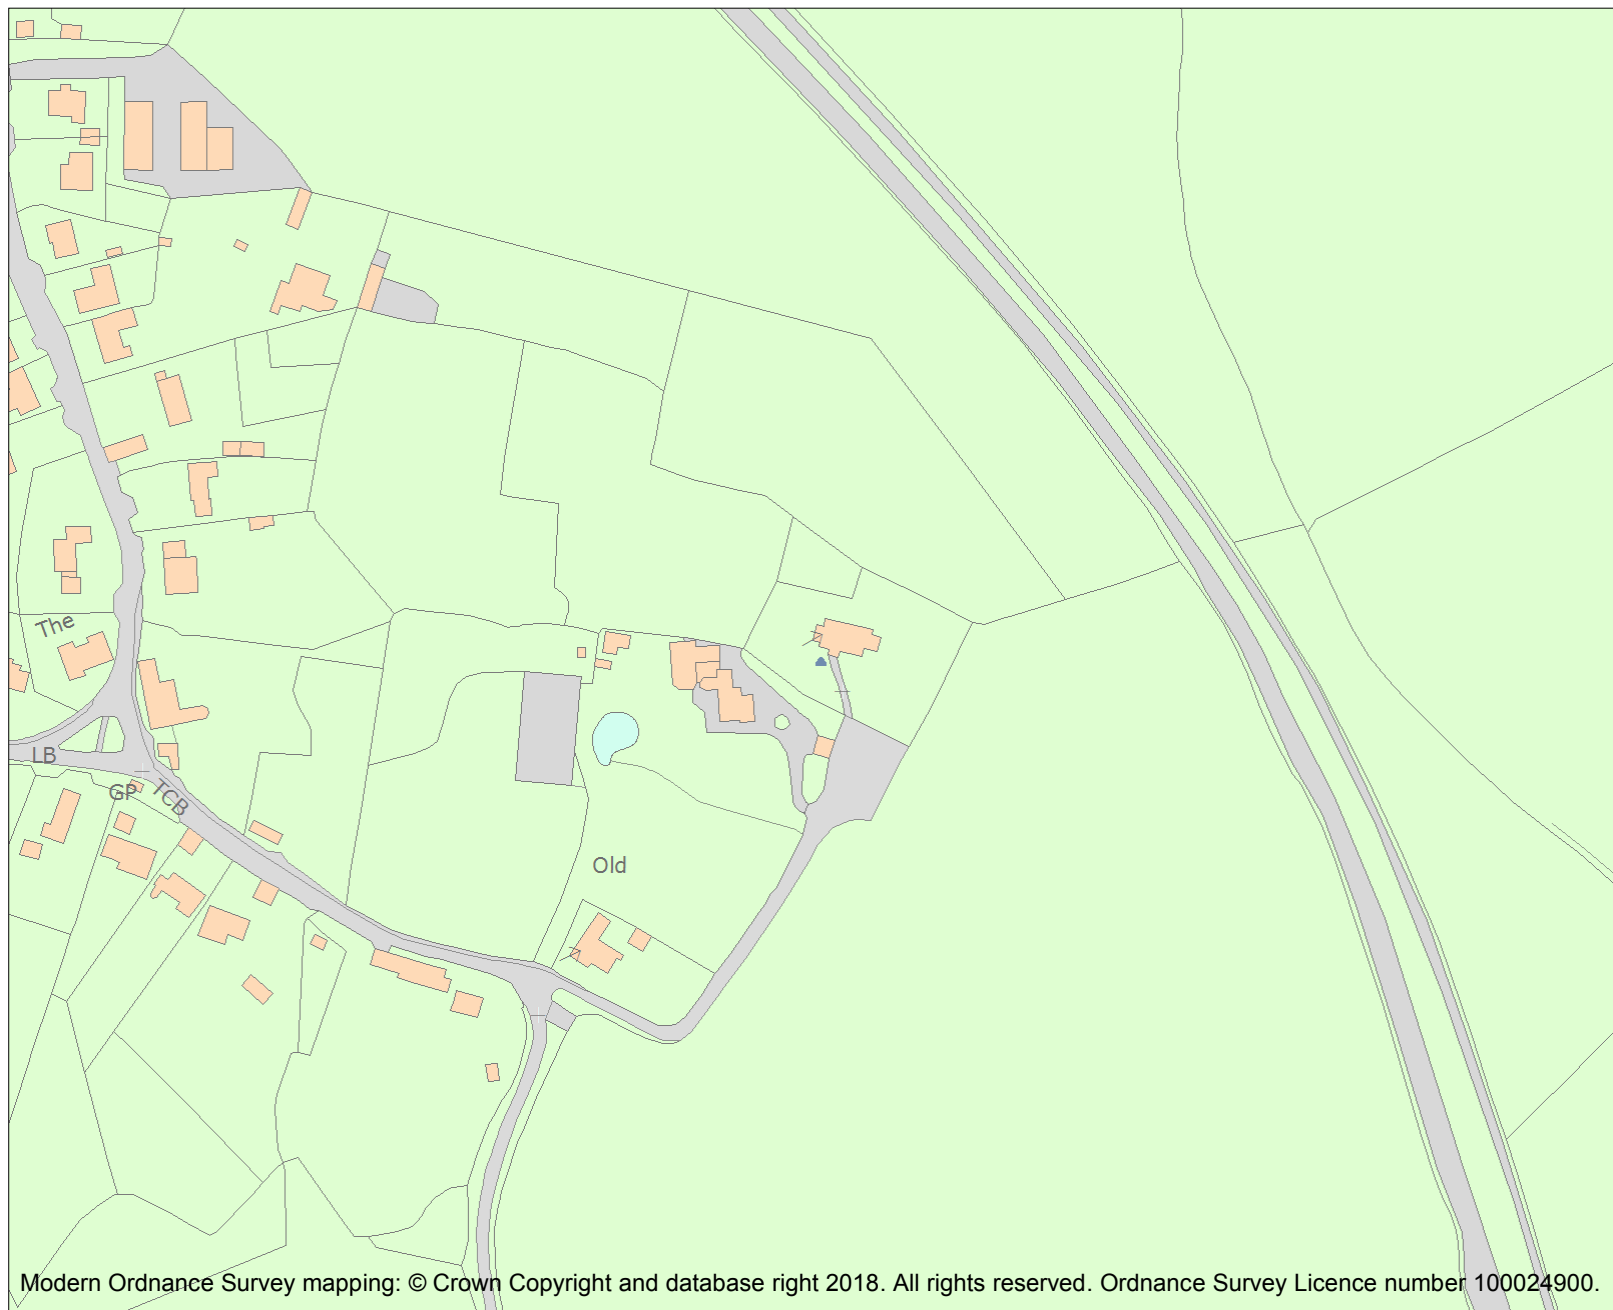 The
LB
GP
TCB
Old
Modern Ordnance Survey mapping: © Crown Copyright and database right 2018. All rights reserved. Ordnance Survey Licence number 100024900.